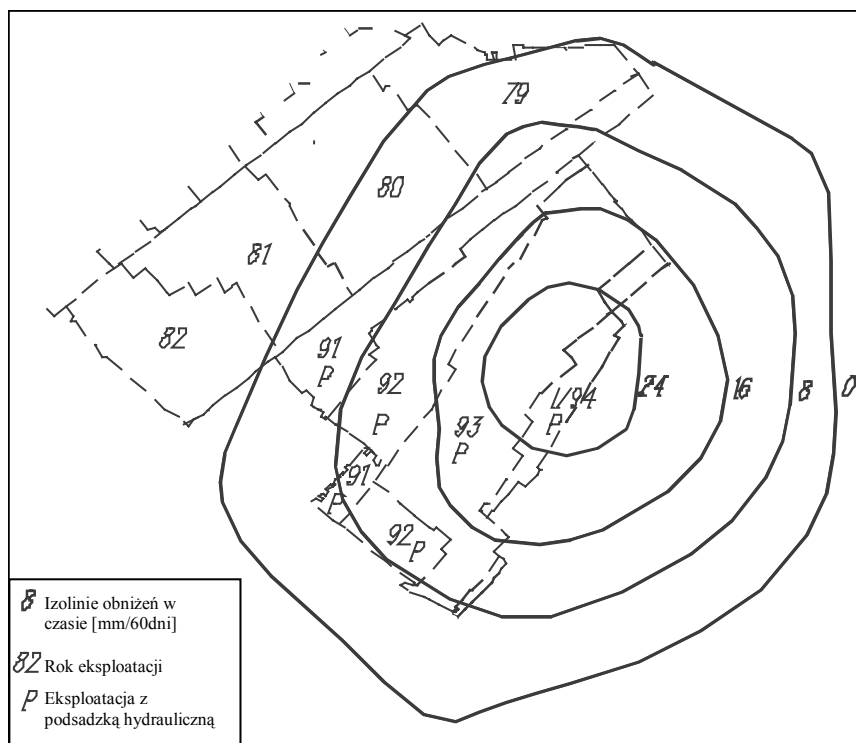 79
80
81
82
91
P
92
P
93
P
1/94
P
24
16
8
0
91
P
92
P
8 Izolinie obniżeń w
czasie [mm/60dni]
82 Rok eksploatacji
P Eksploatacja z
podsadzką hydrauliczną